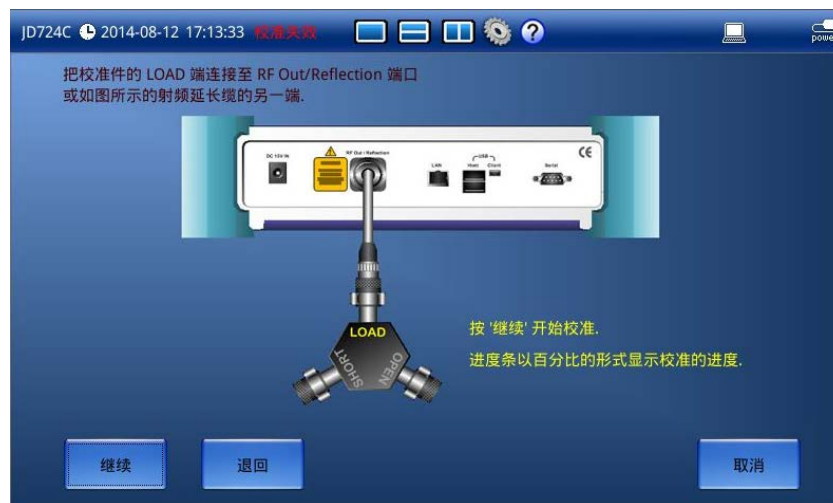 JD724C 2014-08-12 17:13:33 校准失效
power
把校准件的 LOAD 端连接至 RF Out/Reflection 端口
或如图所示的射频延长缆的另一端.
DC 15V IN
RF Out / Reflection
LAN
USB
Host Client
Serial
CE
LOAD
SHORT
OPEN
按 '继续' 开始校准.
进度条以百分比的形式显示校准的进度.
继续
退回
取消